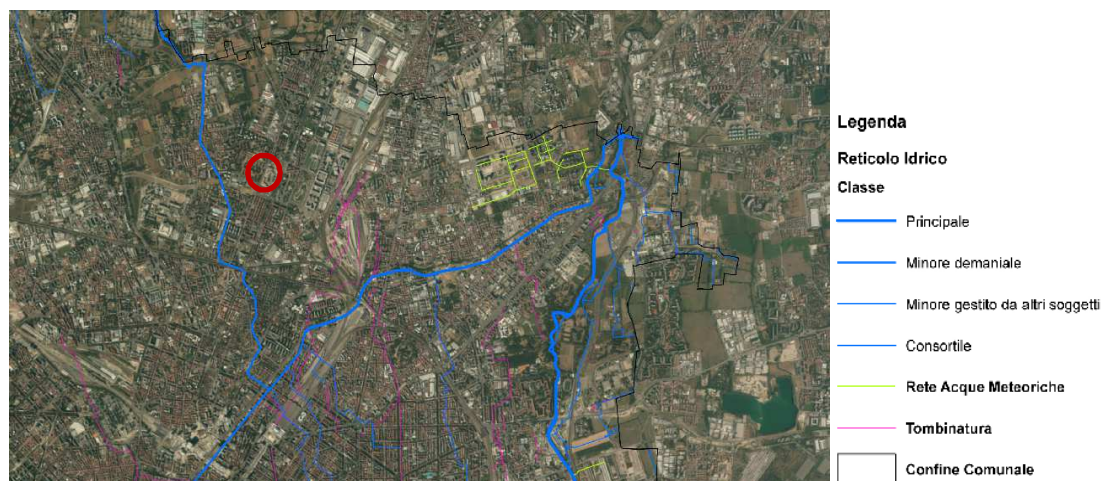 Legenda
Reticolo Idrico
Classe
Principale
Minore demaniale
Minore gestito da altri soggetti
Consortile
Rete Acque Meteoriche
Tombinatura
Confine Comunale